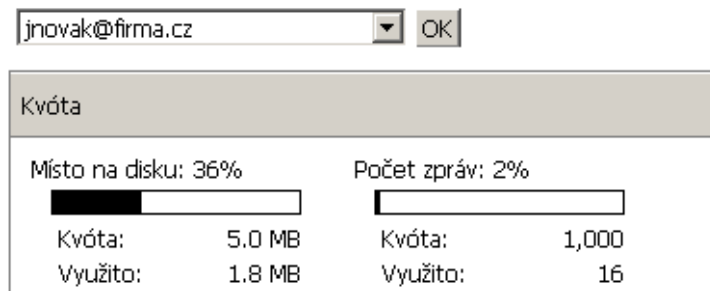 jnovak@firma.cz OK
Kvóta
Místo na disku: 36% Počet zpráv: 2%
Kvóta: 5.0 MB Kvóta: 1,000
Využito: 1.8 MB Využito: 16